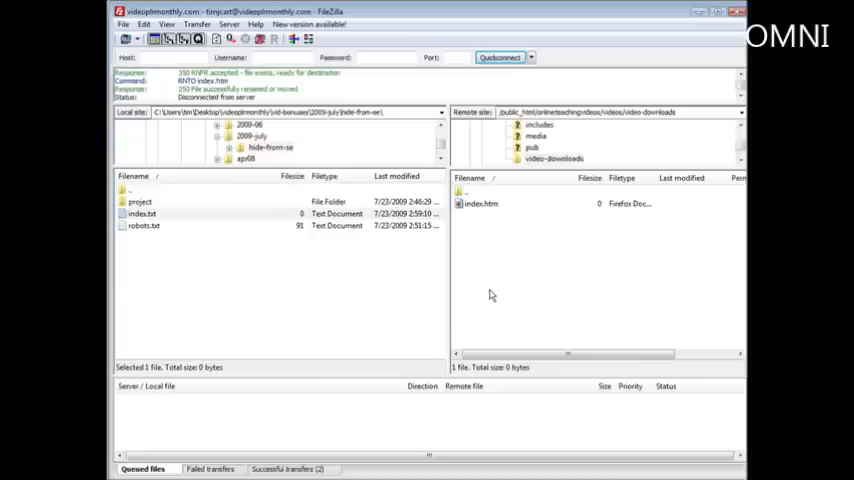 videoplrmonthly.com - timjcart@videoplrmonthly.com - FileZilla
OMNI
File Edit View Transfer Server Help New version available!
Host: Username: Password: Port: Quickconnect
Response: 350 RNFR accepted - file exists, ready for destination
Command: RNTO index.htm
Response: 250 File successfully renamed or moved
Status: Disconnected from server
Local site: C:\Users\tim\Desktop\videoplrmonthly\vid-bonuses\2009-july\hide-from-se\
Remote site: /public_html/onlineteachingvideos/videos/video-downloads
2009-06
2009-july
hide-from-se
apr08
includes
media
pub
video-downloads
Filename / Filesize Filetype Last modified
..
project File Folder 7/23/2009 2:46:29 ...
index.txt 0 Text Document 7/23/2009 2:59:10 ...
robots.txt 91 Text Document 7/23/2009 2:51:15 ...
Filename / Filesize Filetype Last modified Perm
..
index.htm 0 Firefox Doc...
Selected 1 file. Total size: 0 bytes
1 file. Total size: 0 bytes
Server / Local file Direction Remote file Size Priority Status
Queued files Failed transfers Successful transfers (2)